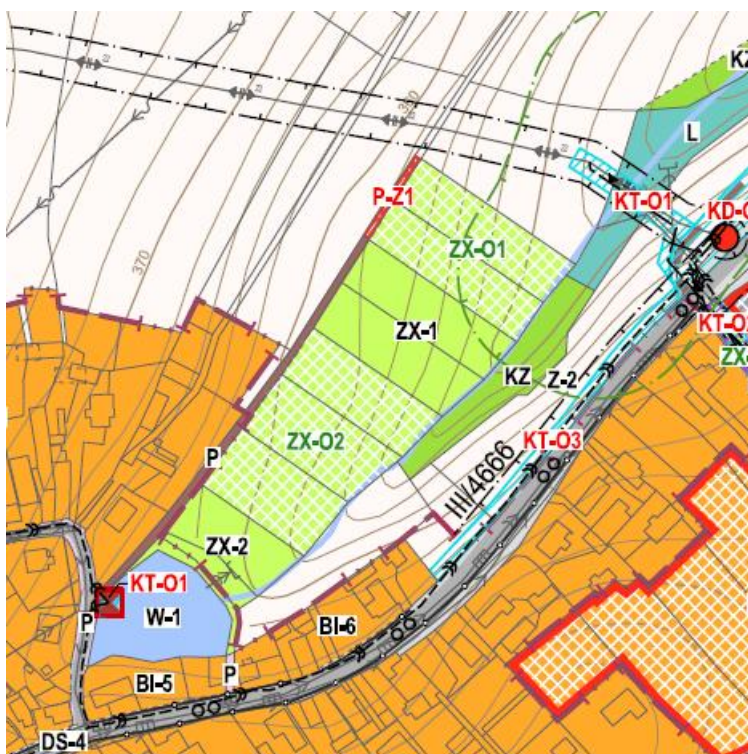 KZ
L
P-Z1
KT-O1
KD-O
ZX-O1
370
KT-O
ZX-1
ZX-
KZ
Z-2
ZX-O2
KT-O3
P
III/4666
ZX-2
KT-O1
W-1
P
BI-6
BI-5
P
DS-4